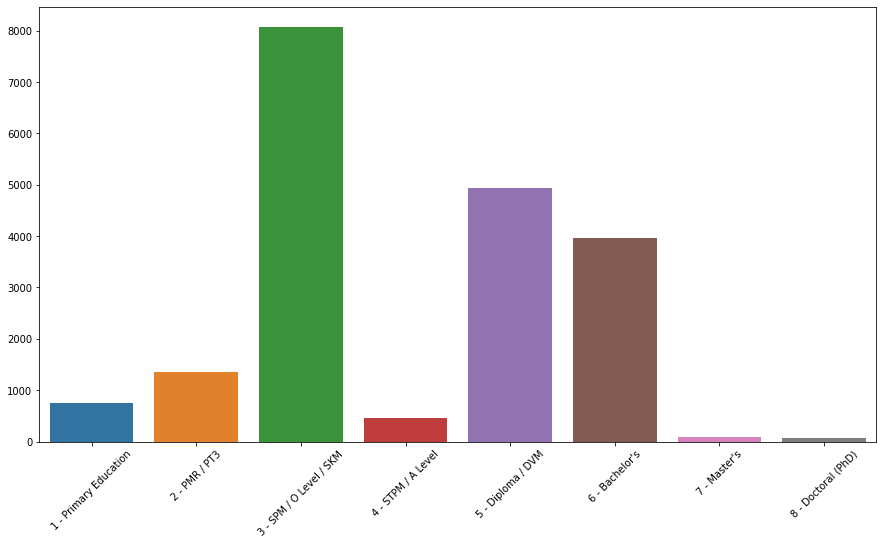 8000
7000
6000
5000
4000
3000
2000
1000
0
1 - Primary Education
2 - PMR / PT3
3 - SPM / O Level / SKM
4 - STPM / A Level
5 - Diploma / DVM
6 - Bachelor's
7 - Master's
8 - Doctoral (PhD)